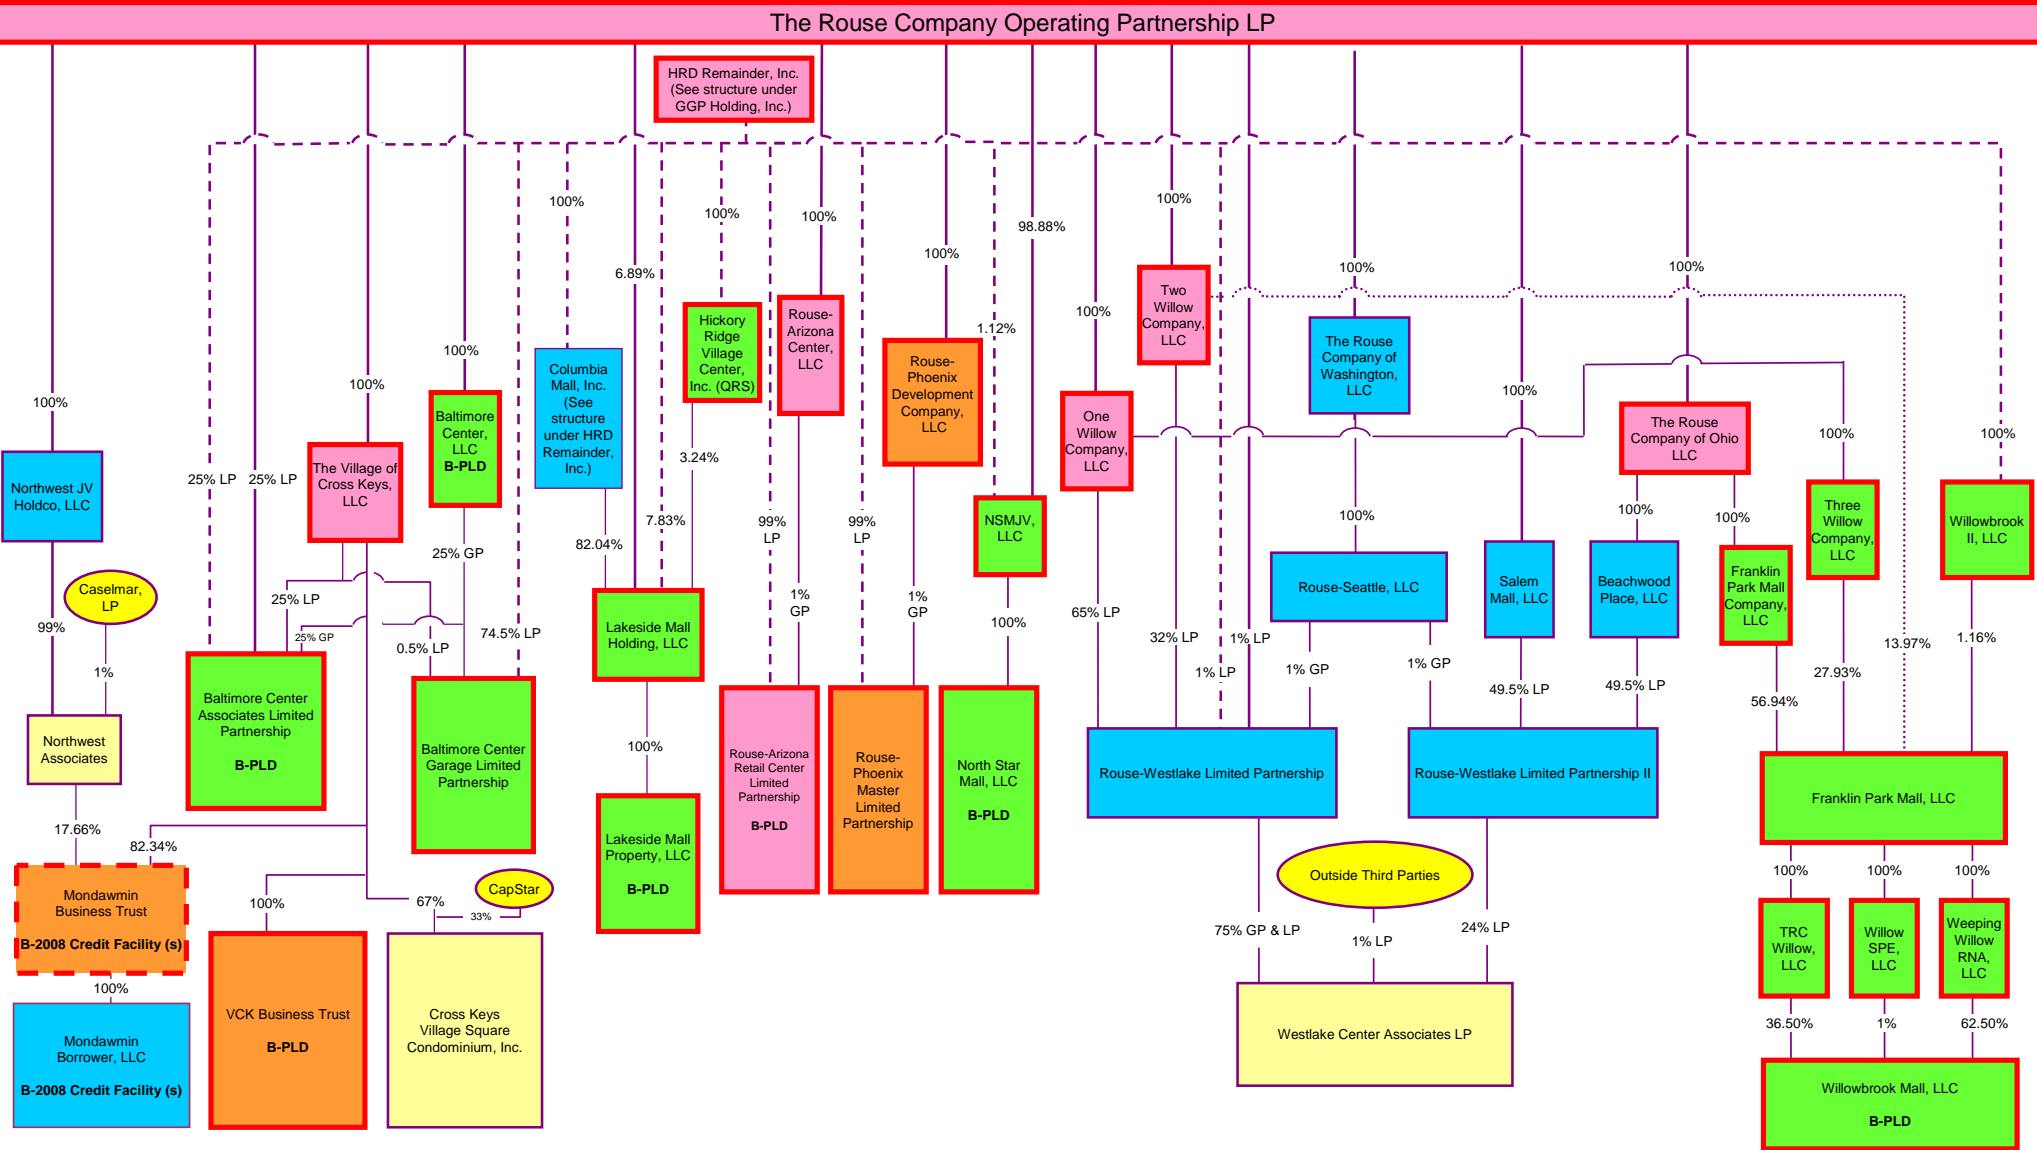 The Rouse Company Operating Partnership LP
HRD Remainder, Inc.
(See structure under
GGP Holding, Inc.)
100%
100%
100%
100%
98.88%
100%
6.89%
100%
100%
100%
100%
1.12%
100%
100%
100%
100%
100%
100%
Two
Willow
Company,
LLC
Hickory
Ridge
Village
Center,
Inc. (QRS)
Rouse-
Arizona
Center,
LLC
The Rouse
Company of
Washington,
LLC
Rouse-
Phoenix
Development
Company,
LLC
Columbia
Mall, Inc.
(See
structure
under HRD
Remainder,
Inc.)
Baltimore
Center,
LLC
B-PLD
One
Willow
Company,
LLC
The Rouse
Company of Ohio
LLC
The Village of
Cross Keys,
LLC
Northwest JV
Holdco, LLC
25% LP
25% LP
3.24%
7.83%
82.04%
99%
LP
99%
LP
NSMJV,
LLC
100%
100%
100%
Three
Willow
Company,
LLC
Willowbrook
II, LLC
25% GP
Caselmar,
LP
99%
1%
25% LP
25% GP
0.5% LP
74.5% LP
Lakeside Mall
Holding, LLC
1%
GP
1%
GP
100%
65% LP
32% LP
1% LP
1% LP
Rouse-Seattle, LLC
Salem
Mall, LLC
Beachwood
Place, LLC
Franklin
Park Mall
Company,
LLC
1% GP
1% GP
49.5% LP
49.5% LP
56.94%
27.93%
13.97%
1.16%
Northwest
Associates
Baltimore Center
Associates Limited
Partnership
B-PLD
Baltimore Center
Garage Limited
Partnership
100%
Rouse-Arizona
Retail Center
Limited
Partnership
B-PLD
Rouse-
Phoenix
Master
Limited
Partnership
North Star
Mall, LLC
B-PLD
Rouse-Westlake Limited Partnership
Rouse-Westlake Limited Partnership II
Franklin Park Mall, LLC
17.66%
82.34%
Lakeside Mall
Property, LLC
B-PLD
Mondawmin
Business Trust
B-2008 Credit Facility (s)
100%
100%
67%
33%
CapStar
Outside Third Parties
75% GP & LP
1% LP
24% LP
100%
100%
100%
TRC
Willow,
LLC
Willow
SPE,
LLC
Weeping
Willow
RNA,
LLC
Mondawmin
Borrower, LLC
B-2008 Credit Facility (s)
VCK Business Trust
B-PLD
Cross Keys
Village Square
Condominium, Inc.
Westlake Center Associates LP
36.50%
1%
62.50%
Willowbrook Mall, LLC
B-PLD